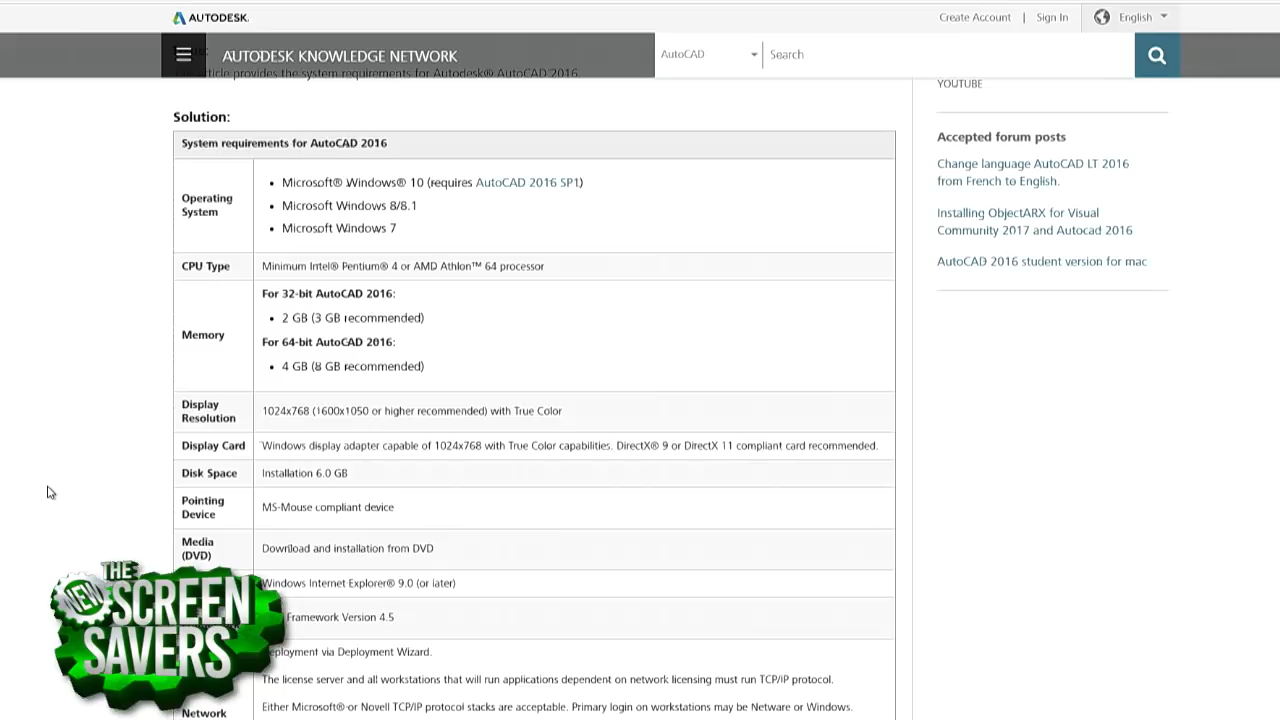 AUTODESK.
Create Account | Sign In English
AUTODESK KNOWLEDGE NETWORK
AutoCAD Search
article provides the system requirements for Autodesk® AutoCAD 2016.
YOUTUBE
Solution:
System requirements for AutoCAD 2016
Operating System
• Microsoft® Windows® 10 (requires AutoCAD 2016 SP1)
• Microsoft Windows 8/8.1
• Microsoft Windows 7
CPU Type
Minimum Intel® Pentium® 4 or AMD Athlon™ 64 processor
Memory
For 32-bit AutoCAD 2016:
• 2 GB (3 GB recommended)
For 64-bit AutoCAD 2016:
• 4 GB (8 GB recommended)
Display
Resolution
1024x768 (1600x1050 or higher recommended) with True Color
Display Card
Windows display adapter capable of 1024x768 with True Color capabilities. DirectX® 9 or DirectX 11 compliant card recommended.
Disk Space
Installation 6.0 GB
Pointing
Device
MS-Mouse compliant device
Media
(DVD)
Download and installation from DVD
Windows Internet Explorer® 9.0 (or later)
Framework Version 4.5
eployment via Deployment Wizard.
The license server and all workstations that will run applications dependent on network licensing must run TCP/IP protocol.
Network
Either Microsoft® or Novell TCP/IP protocol stacks are acceptable. Primary login on workstations may be Netware or Windows.
Accepted forum posts
Change language AutoCAD LT 2016
from French to English.
Installing ObjectARX for Visual
Community 2017 and Autocad 2016
AutoCAD 2016 student version for mac
THE
NEW
SCREEN
SAVERS